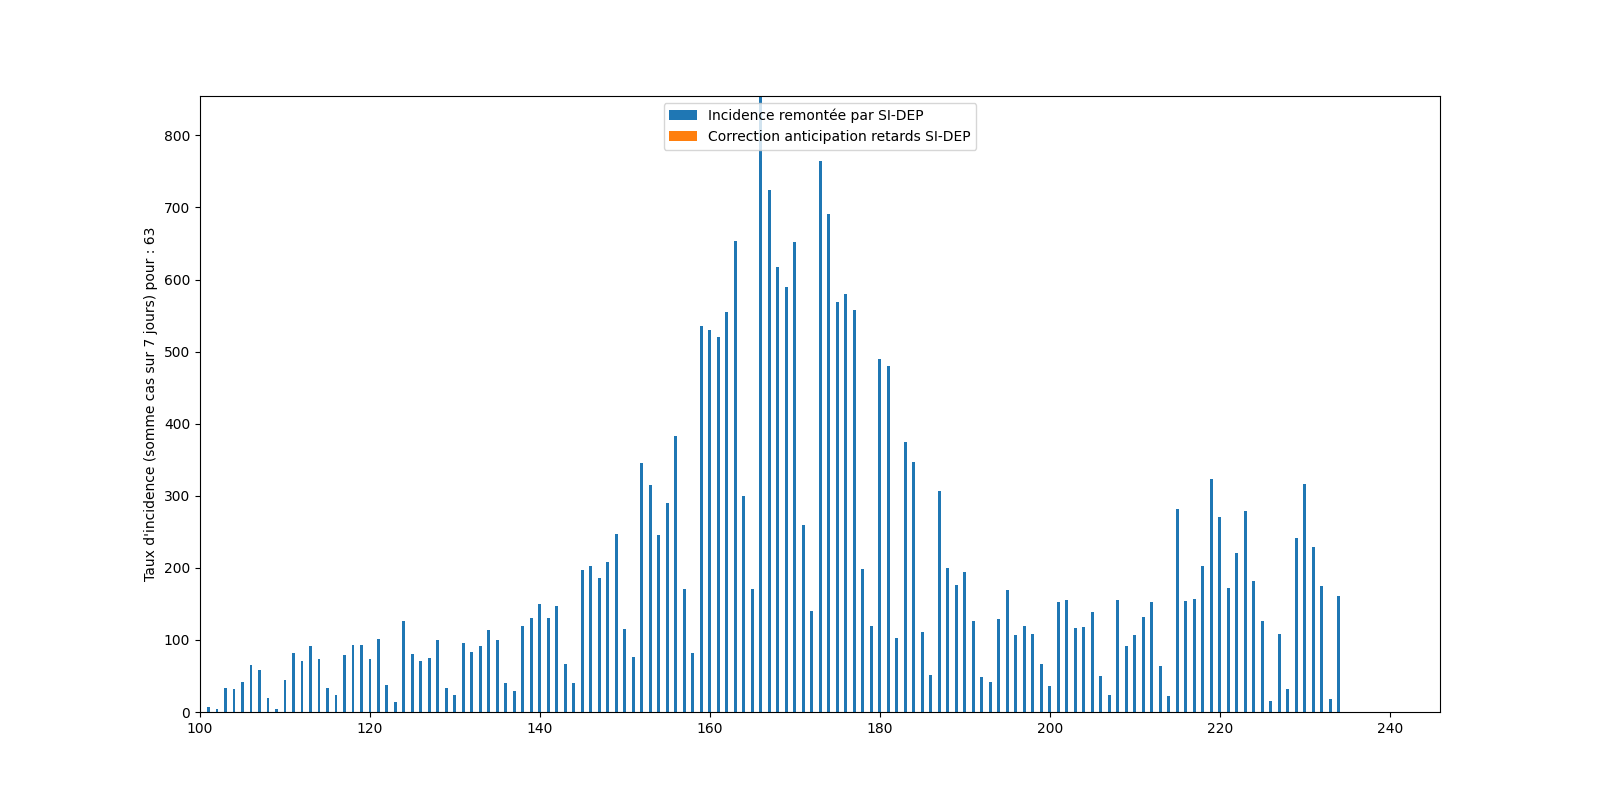 Incidence remontée par SI-DEP
Correction anticipation retards SI-DEP
Taux d'incidence (somme cas sur 7 jours) pour : 63
800
700
600
500
400
300
200
100
0
100 120 140 160 180 200 220 240